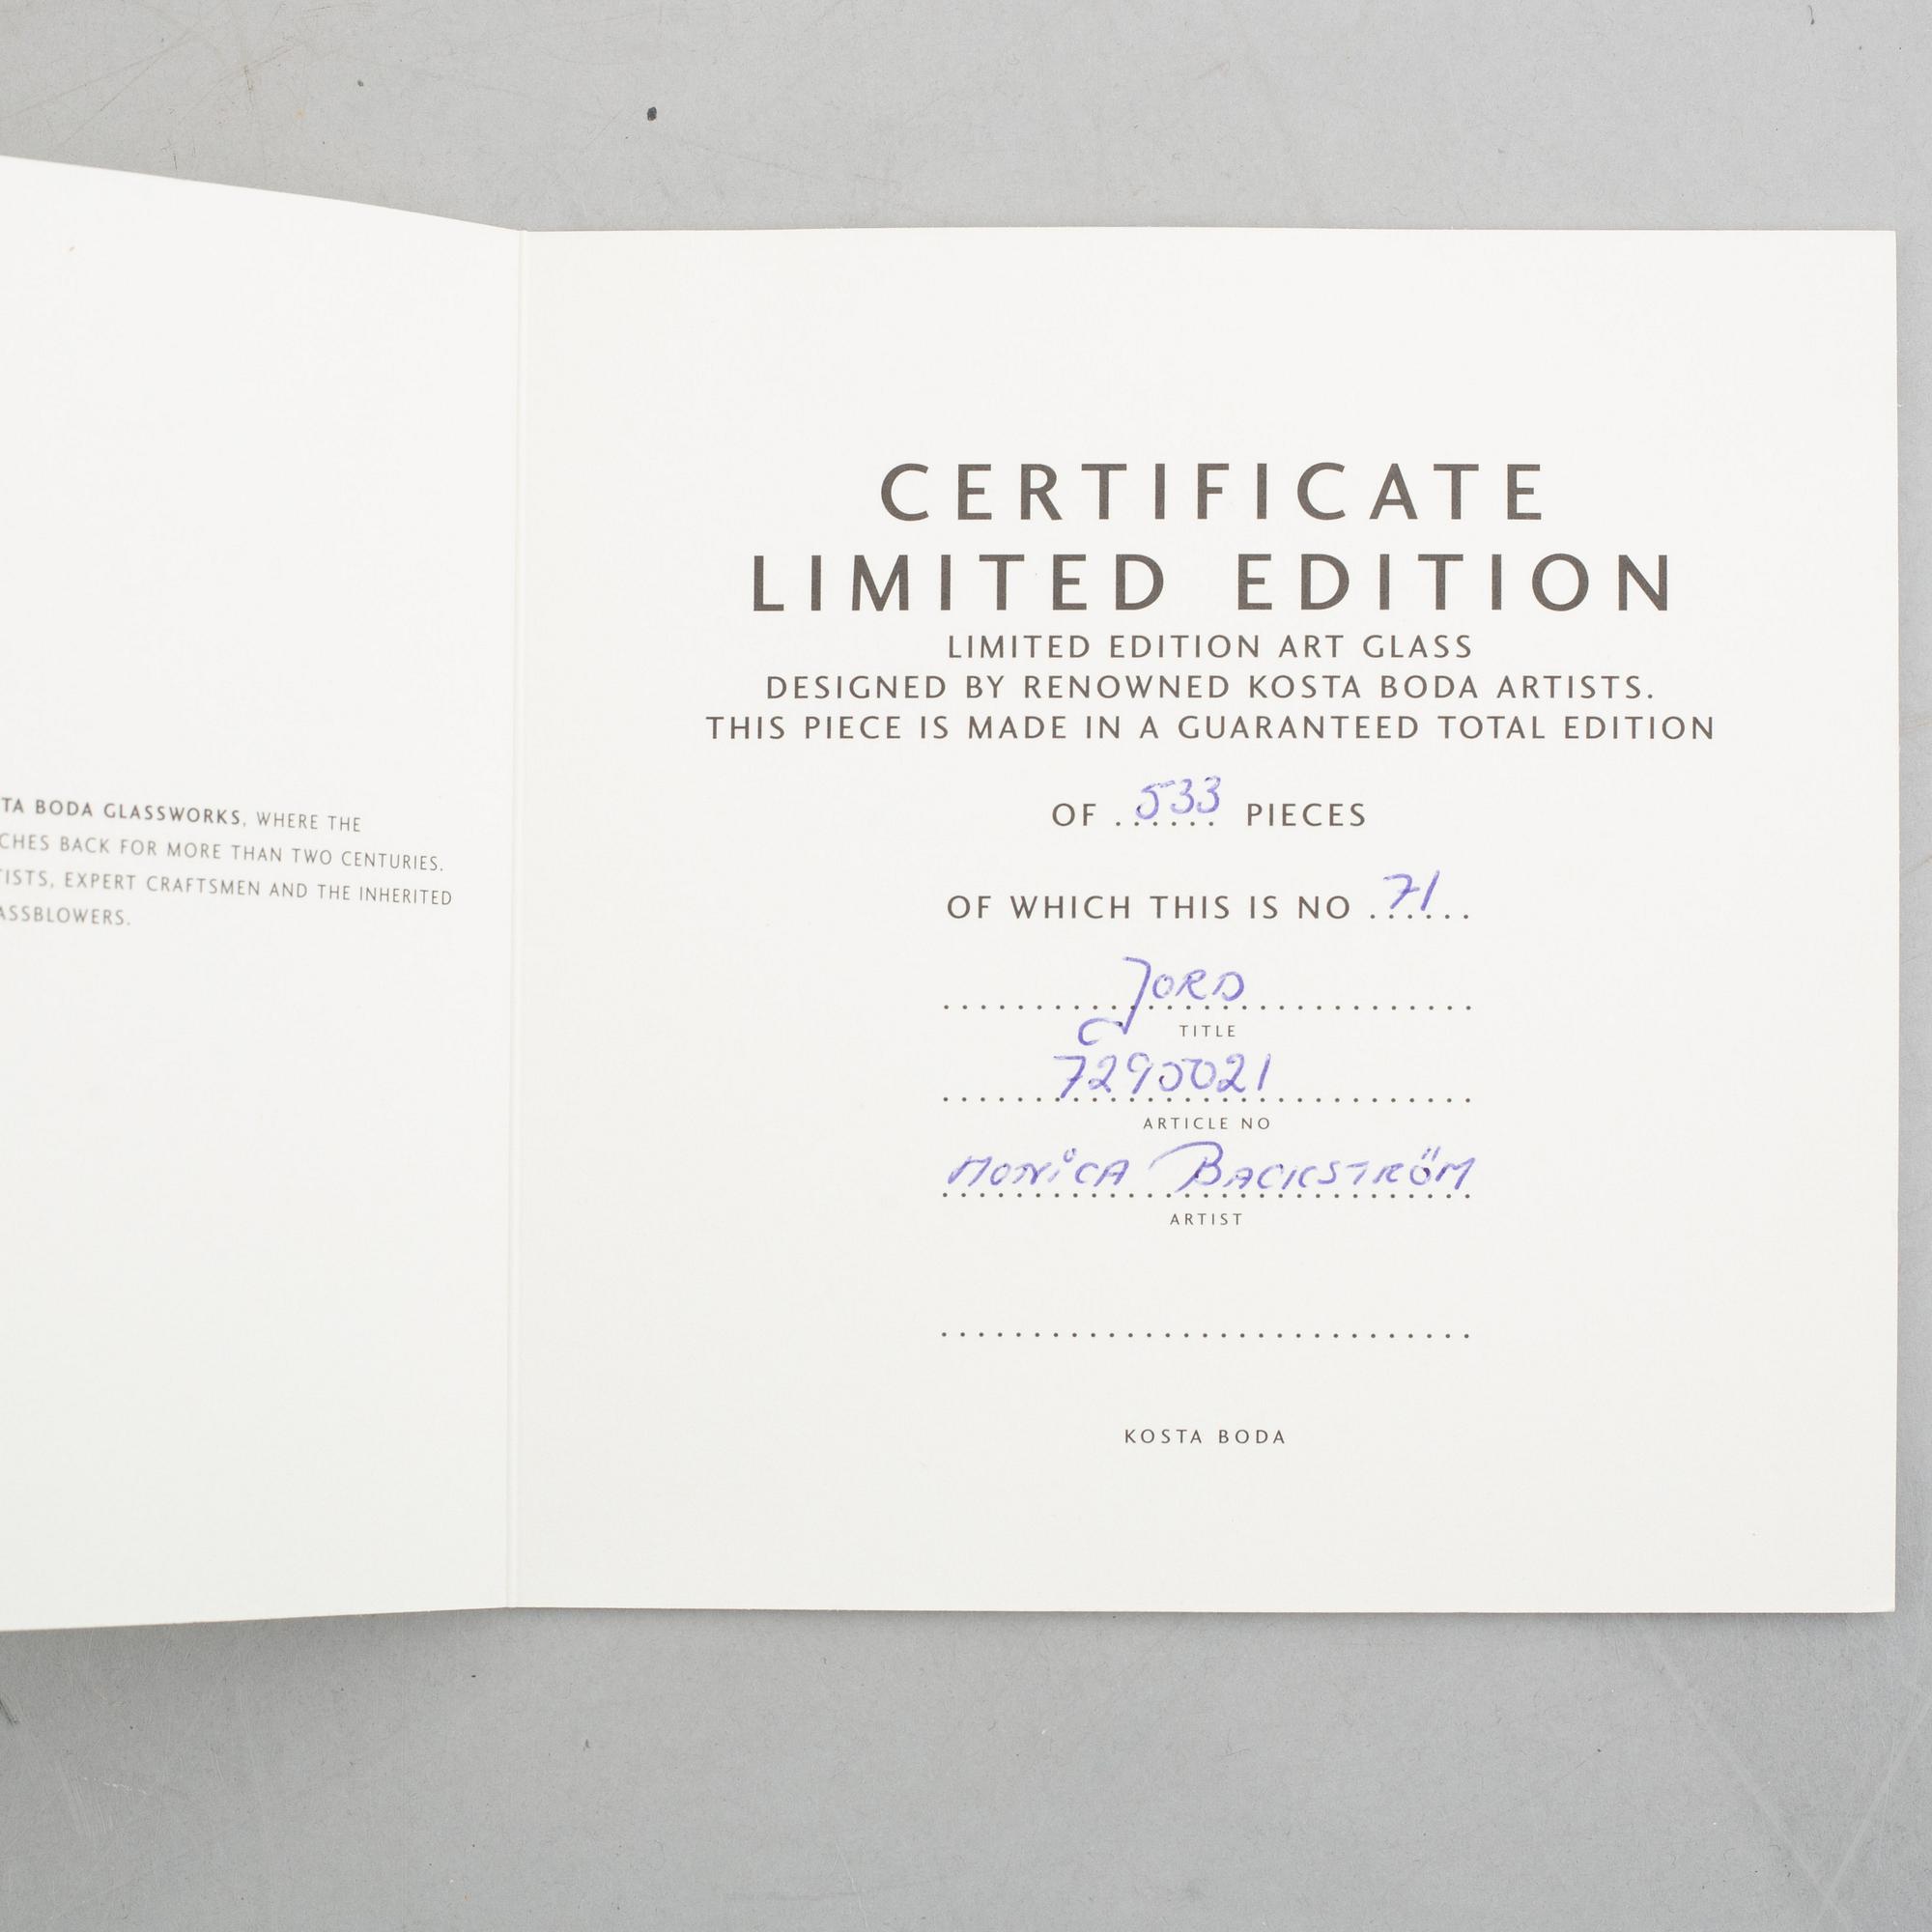 TA BODA GLASSWORKS, WHERE THE
CHES BACK FOR MORE THAN TWO CENTURIES.
TISTS, EXPERT CRAFTSMEN AND THE INHERITED
ASSBLOWERS.
CERTIFICATE
LIMITED EDITION
LIMITED EDITION ART GLASS
DESIGNED BY RENOWNED KOSTA BODA ARTISTS.
THIS PIECE IS MADE IN A GUARANTEED TOTAL EDITION
OF 533 PIECES
OF WHICH THIS IS NO 71
JORD
TITLE
7290021
ARTICLE NO
MONICA BACKSTRÖM
ARTIST
KOSTA BODA